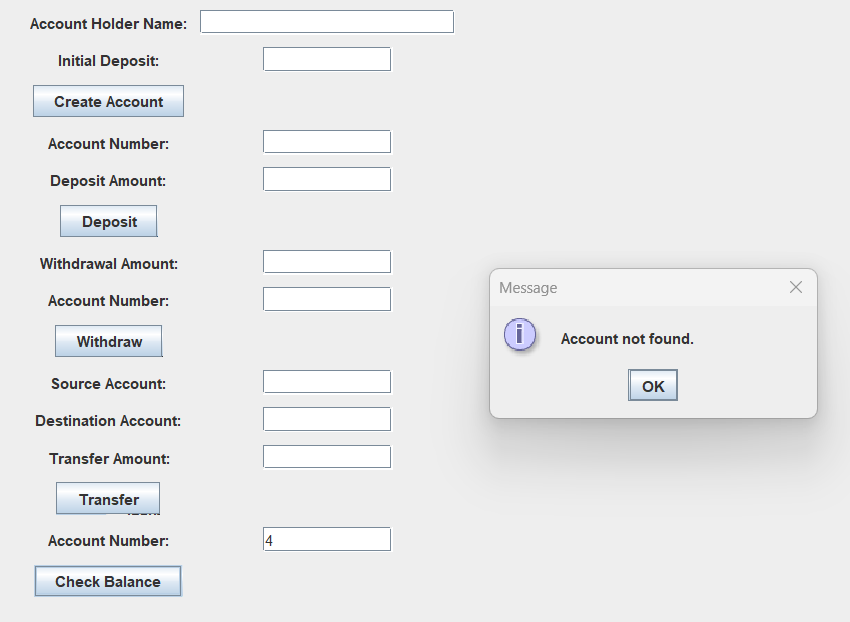 Account Holder Name:
Initial Deposit:
Create Account
Account Number:
Deposit Amount:
Deposit
Withdrawal Amount:
Account Number:
Withdraw
Source Account:
Destination Account:
Transfer Amount:
Transfer
Account Number:
4
Check Balance
Message
Account not found.
OK